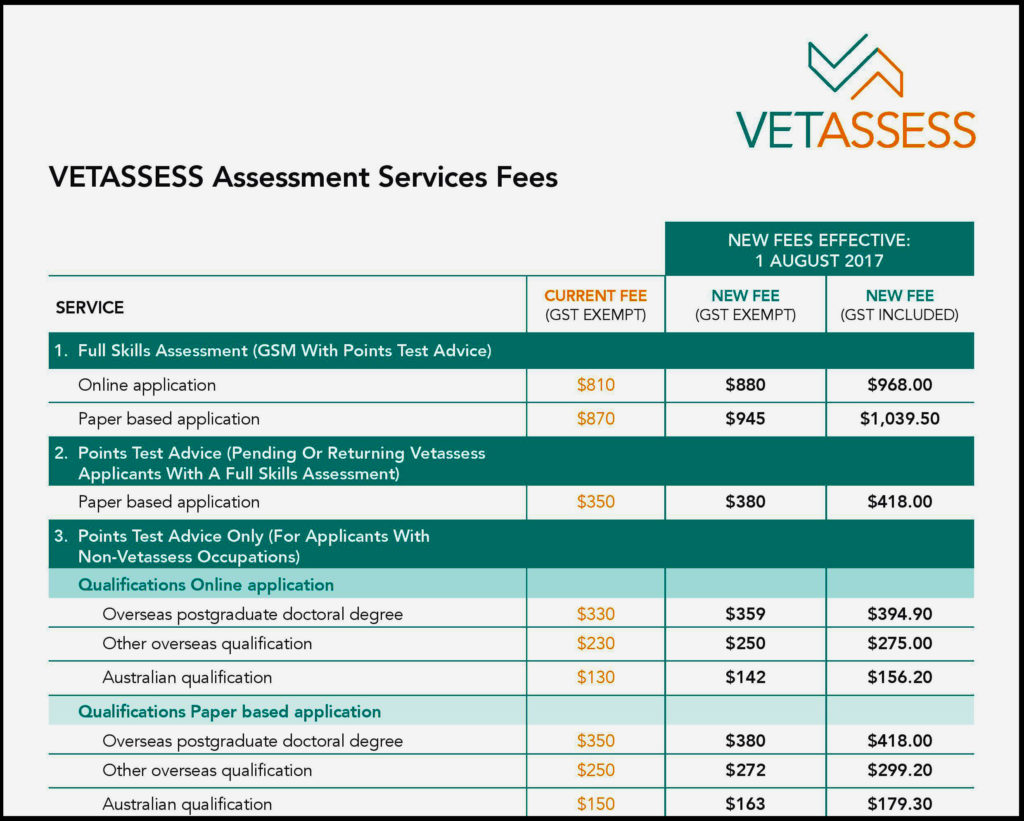 VETASSESS
VETASSESS Assessment Services Fees
NEW FEES EFFECTIVE:
1 AUGUST 2017
SERVICE
CURRENT FEE
(GST EXEMPT)
NEW FEE
(GST EXEMPT)
NEW FEE
(GST INCLUDED)
1. Full Skills Assessment (GSM With Points Test Advice)
Online application $810 $880 $968.00
Paper based application $870 $945 $1,039.50
2. Points Test Advice (Pending Or Returning Vetassess
Applicants With A Full Skills Assessment)
Paper based application $350 $380 $418.00
3. Points Test Advice Only (For Applicants With
Non-Vetassess Occupations)
Qualifications Online application
Overseas postgraduate doctoral degree $330 $359 $394.90
Other overseas qualification $230 $250 $275.00
Australian qualification $130 $142 $156.20
Qualifications Paper based application
Overseas postgraduate doctoral degree $350 $380 $418.00
Other overseas qualification $250 $272 $299.20
Australian qualification $150 $163 $179.30